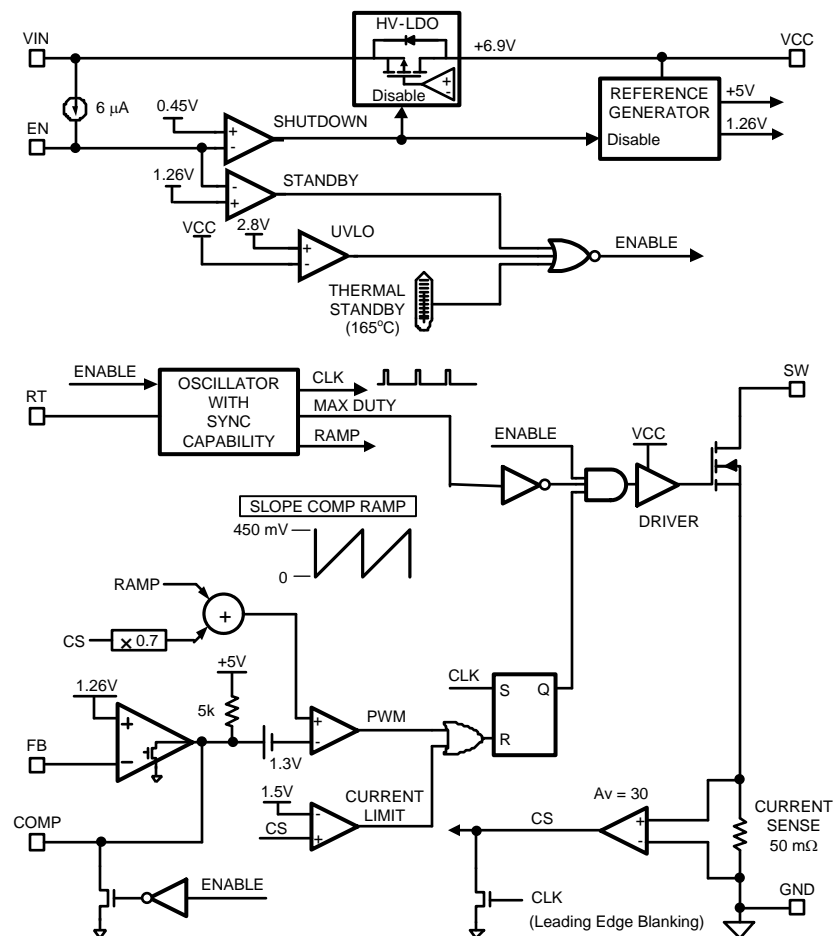 HV-LDO
VIN
+6.9V
VCC
Disable
6 μA
0.45V
SHUTDOWN
REFERENCE
GENERATOR
Disable
+5V
1.26V
EN
1.26V
STANDBY
VCC
2.8V
UVLO
ENABLE
THERMAL
STANDBY
(165°C)
ENABLE
RT
OSCILLATOR
WITH
SYNC
CAPABILITY
CLK
MAX DUTY
RAMP
SW
ENABLE
VCC
DRIVER
SLOPE COMP RAMP
450 mV
0
RAMP
CS
x 0.7
+
+5V
5k
1.26V
FB
1.3V
PWM
CLK
S
Q
R
COMP
1.5V
CS
CURRENT
LIMIT
CS
Av = 30
CURRENT
SENSE
50 mΩ
ENABLE
CLK
(Leading Edge Blanking)
GND